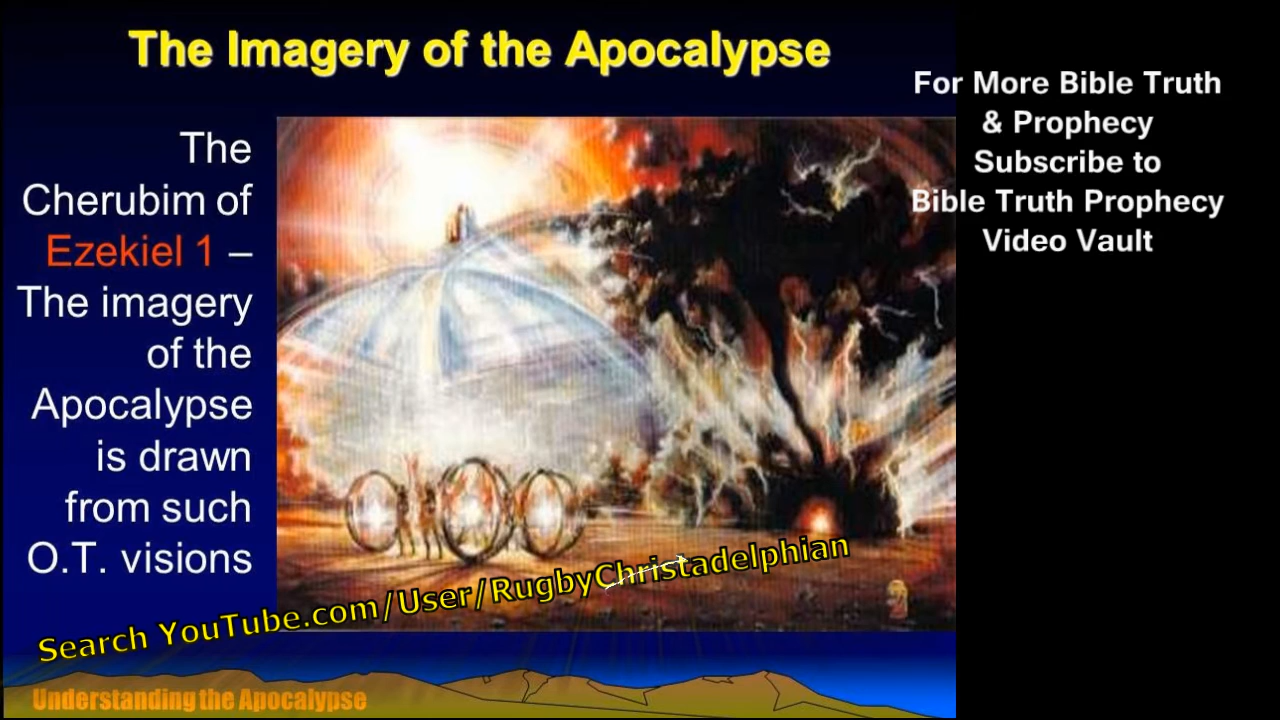 The Imagery of the Apocalypse
The
Cherubim of
Ezekiel 1 –
The imagery
of the
Apocalypse
is drawn
from such
O.T. visions
For More Bible Truth
& Prophecy
Subscribe to
Bible Truth Prophecy
Video Vault
Search YouTube.com/User/RugbyChristadelphian
Understanding the Apocalypse